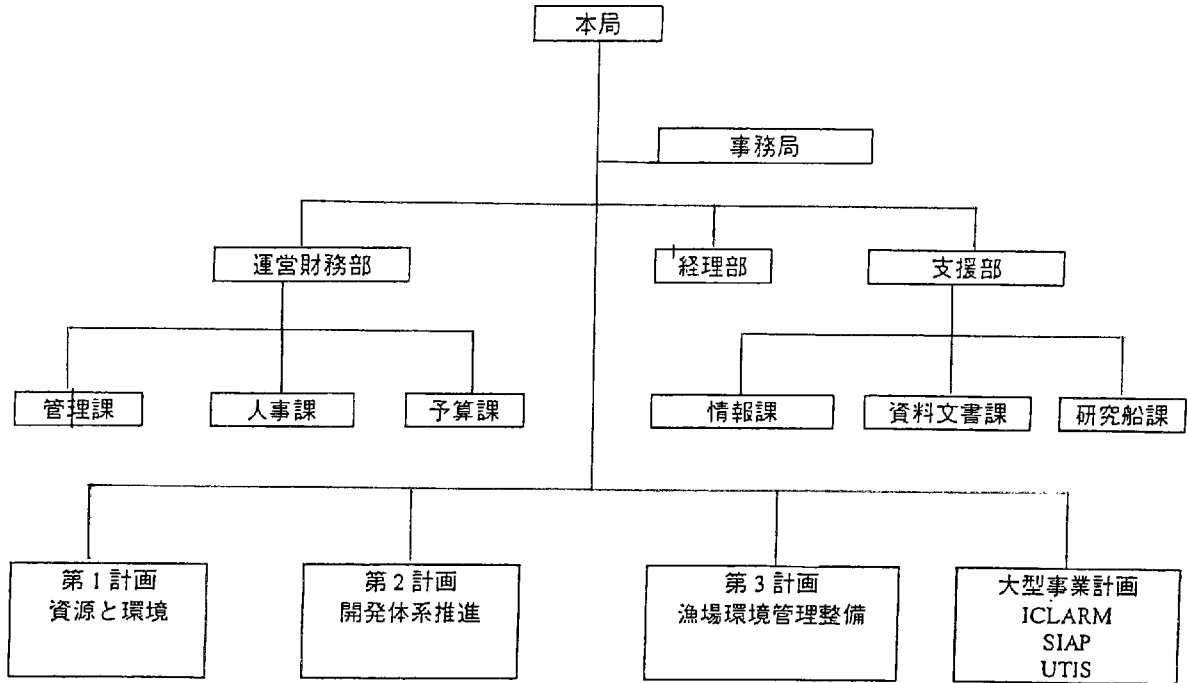 本局
事務局
運営財務部
経理部
支援部
管理課
人事課
予算課
情報課
資料文書課
研究船課
第1計画
資源と環境
第2計画
開発体系推進
第3計画
漁場環境管理整備
大型事業計画
ICLARM
SIAP
UTIS